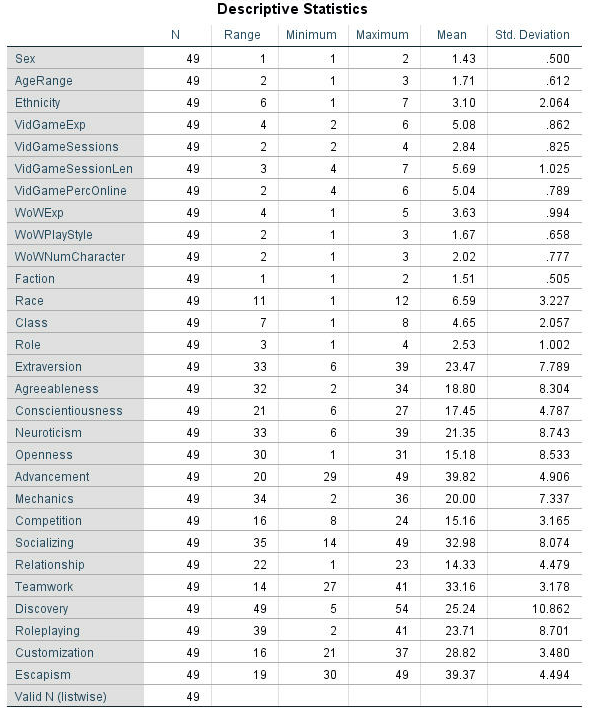 Descriptive Statistics
N Range Minimum Maximum Mean Std. Deviation
Sex 49 1 1 2 1.43 .500
AgeRange 49 2 1 3 1.71 .612
Ethnicity 49 6 1 7 3.10 2.064
VidGameExp 49 4 2 6 5.08 .862
VidGameSessions 49 2 2 4 2.84 .825
VidGameSessionLen 49 3 4 7 5.69 1.025
VidGamePercOnline 49 2 4 6 5.04 .789
WoWExp 49 4 1 5 3.63 .994
WoWPlayStyle 49 2 1 3 1.67 .658
WoWNumCharacter 49 2 1 3 2.02 .777
Faction 49 1 1 2 1.51 .505
Race 49 11 1 12 6.59 3.227
Class 49 7 1 8 4.65 2.057
Role 49 3 1 4 2.53 1.002
Extraversion 49 33 6 39 23.47 7.789
Agreeableness 49 32 2 34 18.80 8.304
Conscientiousness 49 21 6 27 17.45 4.787
Neuroticism 49 33 6 39 21.35 8.743
Openness 49 30 1 31 15.18 8.533
Advancement 49 20 29 49 39.82 4.906
Mechanics 49 34 2 36 20.00 7.337
Competition 49 16 8 24 15.16 3.165
Socializing 49 35 14 49 32.98 8.074
Relationship 49 22 1 23 14.33 4.479
Teamwork 49 14 27 41 33.16 3.178
Discovery 49 49 5 54 25.24 10.862
Roleplaying 49 39 2 41 23.71 8.701
Customization 49 16 21 37 28.82 3.480
Escapism 49 19 30 49 39.37 4.494
Valid N (listwise) 49